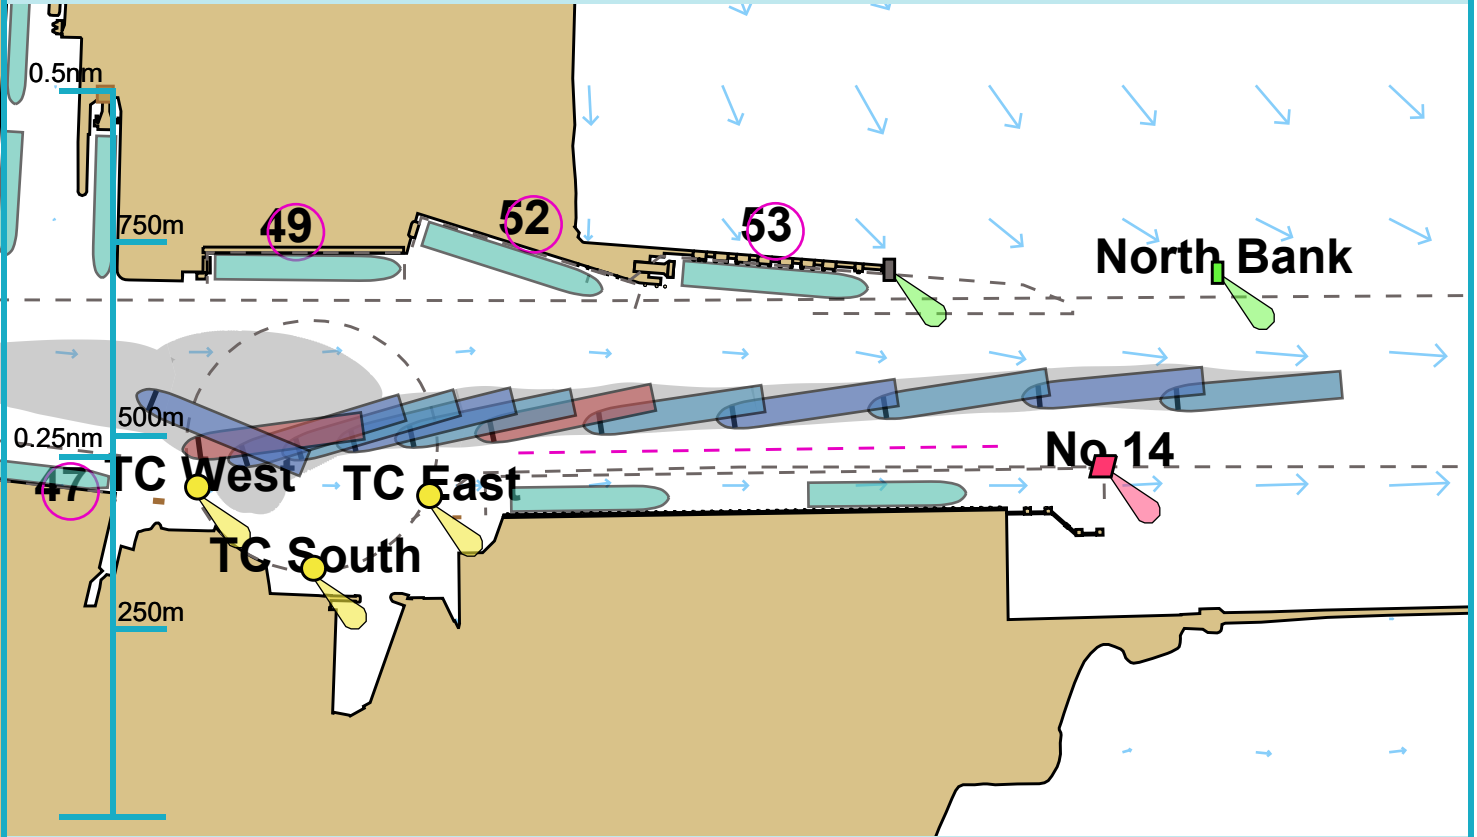 0.5nm
750m
49
52
53
North Bank
500m
0.25nm
No 14
47
TC West
TC East
TC South
250m